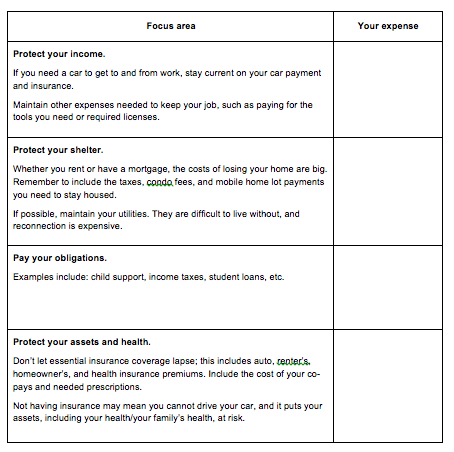 Focus area
Your expense
Protect your income.
If you need a car to get to and from work, stay current on your car payment
and insurance.
Maintain other expenses needed to keep your job, such as paying for the
tools you need or required licenses.
Protect your shelter.
Whether you rent or have a mortgage, the costs of losing your home are big.
Remember to include the taxes, condo fees, and mobile home lot payments
you need to stay housed.
If possible, maintain your utilities. They are difficult to live without, and
reconnection is expensive.
Pay your obligations.
Examples include: child support, income taxes, student loans, etc.
Protect your assets and health.
Don't let essential insurance coverage lapse; this includes auto, renter's,
homeowner's, and health insurance premiums. Include the cost of your co-
pays and needed prescriptions.
Not having insurance may mean you cannot drive your car, and it puts your
assets, including your health/your family's health, at risk.